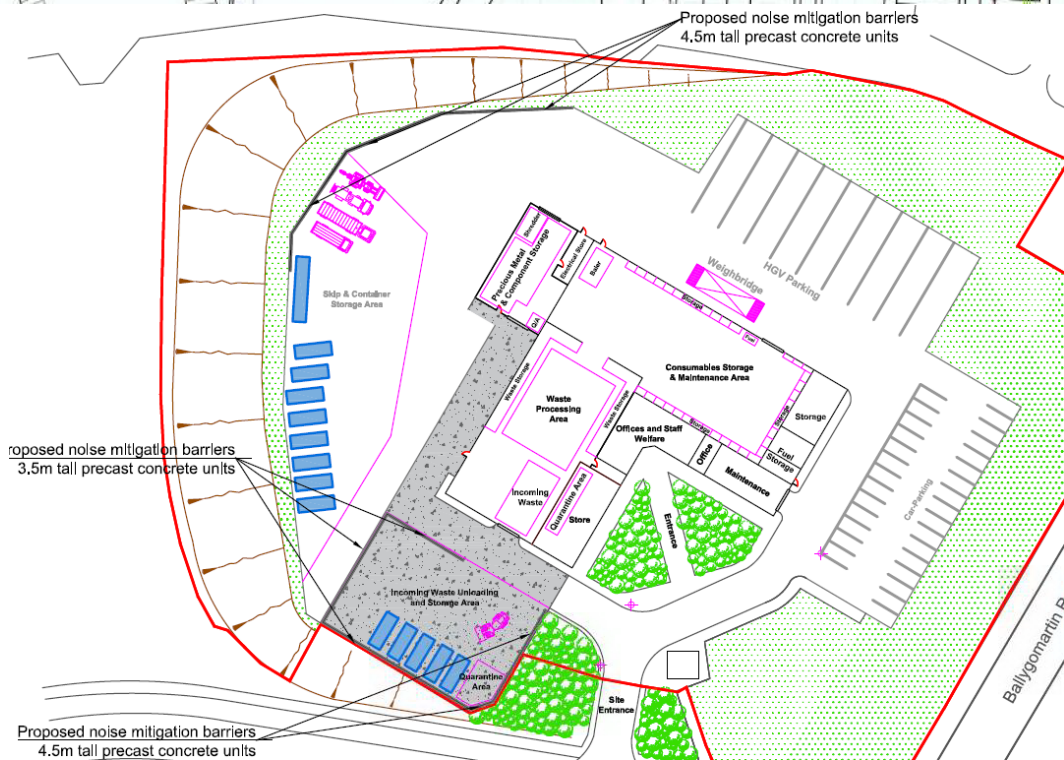 Proposed noise mitigation barriers
4.5m tall precast concrete units
Shredder
Precious Metal
& Component Storage
Electrical Store
Baler
Q/A
Weighbridge
HGV Parking
Skip & Container
Storage Area
Storage
Fuel
Consumables Storage
& Maintenance Area
Waste Storage
Waste
Processing
Area
Waste Storage
Storage
Storage
Storage
Offices and Staff
Welfare
Office
Fuel
Storage
Maintenance
roposed noise mitigation barriers
3.5m tall precast concrete units
Incoming
Waste
Quarantine Area
Store
Entrance
Car-Parking
Incoming Waste Unloading
and Storage Area
Quarantine
Area
Site
Entrance
Ballygomartin R
Proposed noise mitigation barriers
4.5m tall precast concrete units